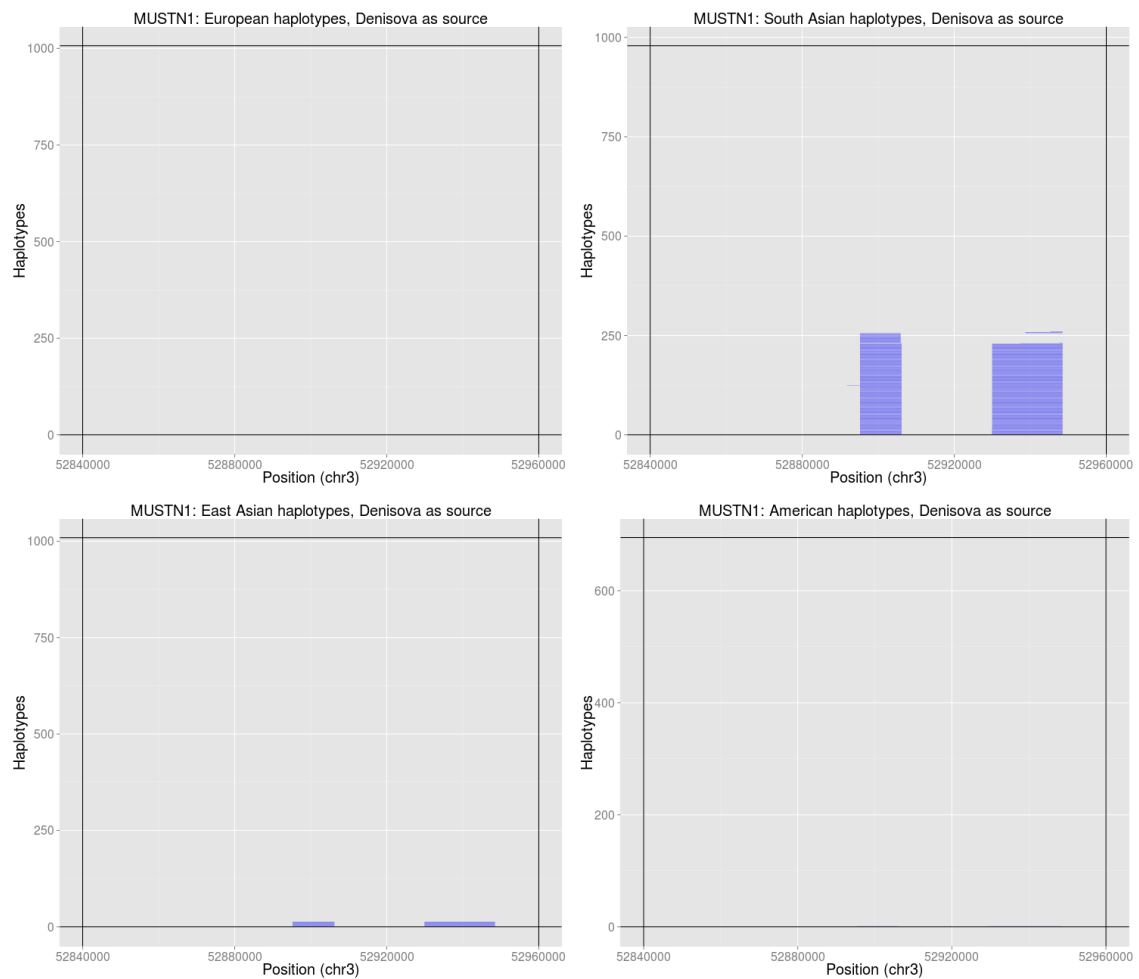 MUSTN1: European haplotypes, Denisova as source
1000
750
500
250
0
Haplotypes
52840000 52880000 52920000 52960000
Position (chr3)
MUSTN1: South Asian haplotypes, Denisova as source
1000
750
500
250
0
Haplotypes
52840000 52880000 52920000 52960000
Position (chr3)
MUSTN1: East Asian haplotypes, Denisova as source
1000
750
500
250
0
Haplotypes
52840000 52880000 52920000 52960000
Position (chr3)
MUSTN1: American haplotypes, Denisova as source
600
400
200
0
Haplotypes
52840000 52880000 52920000 52960000
Position (chr3)